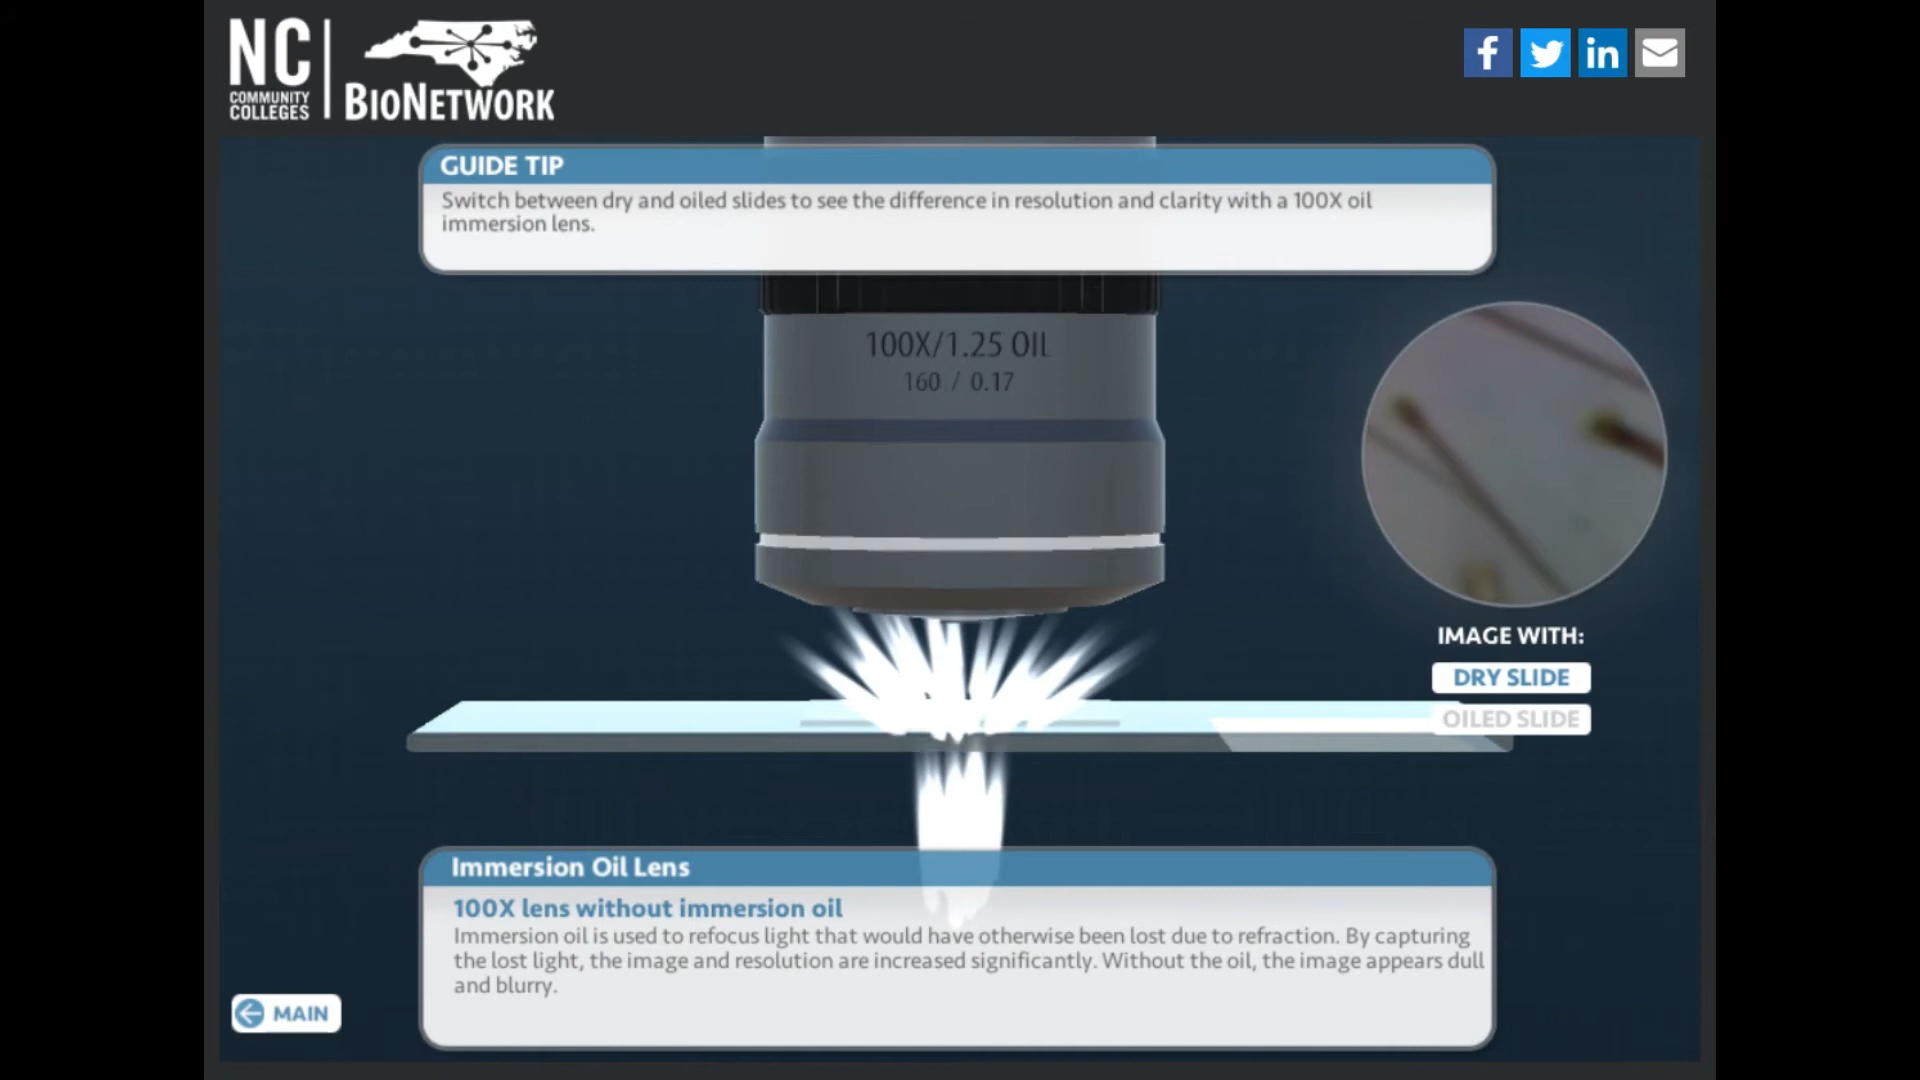 NC
COMMUNITY
COLLEGES
BIONETWORK
GUIDE TIP
Switch between dry and oiled slides to see the difference in resolution and clarity with a 100X oil
immersion lens.
100X/1.25 OIL
160 / 0.17
IMAGE WITH:
DRY SLIDE
OILED SLIDE
Immersion Oil Lens
100X lens without immersion oil
Immersion oil is used to refocus light that would have otherwise been lost due to refraction. By capturing
the lost light, the image and resolution are increased significantly. Without the oil, the image appears dull
and blurry.
MAIN